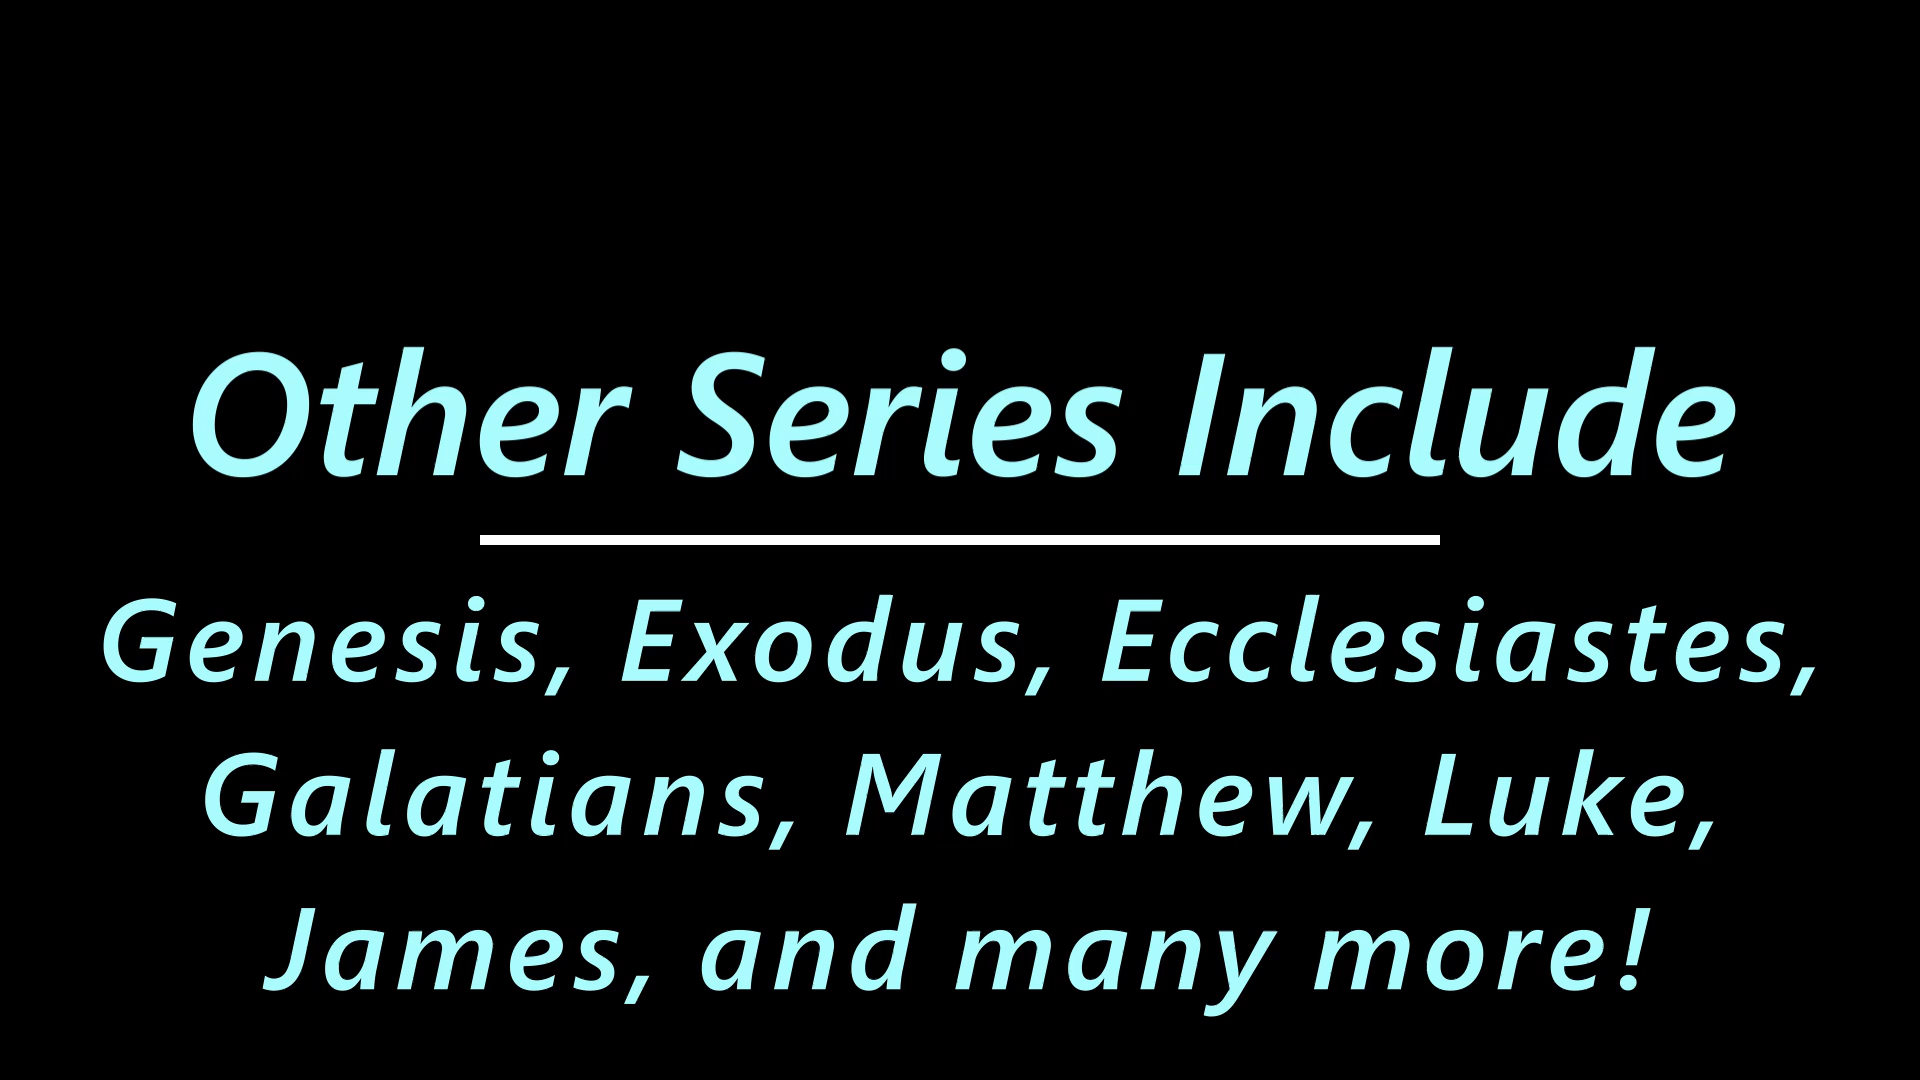 Other Series Include
Genesis, Exodus, Ecclesiastes,
Galatians, Matthew, Luke,
James, and many more!